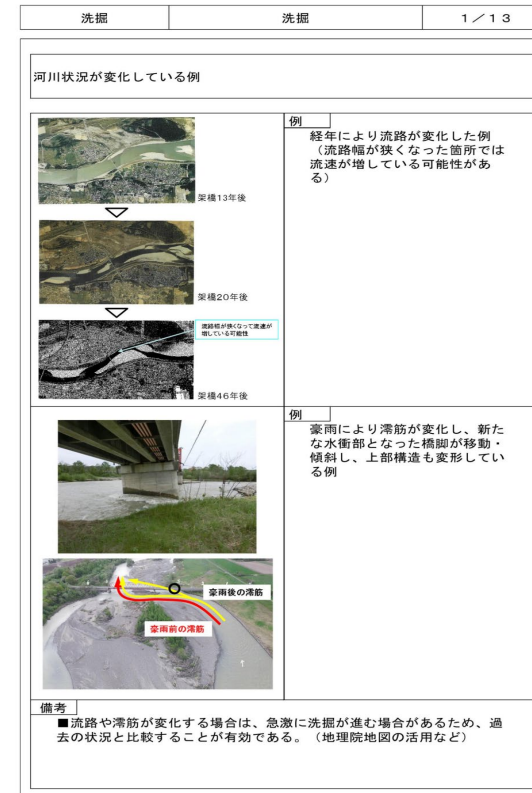 洗掘
洗掘
1/13
河川状況が変化している例
架橋13年後
架橋20年後
流路幅が狭くなって流速が
増している可能性
架橋46年後
例
経年により流路が変化した例
(流路幅が狭くなった箇所では
流速が増している可能性があ
る)
例
豪雨により澪筋が変化し、新た
な水衝部となった橋脚が移動・
傾斜し、上部構造も変形してい
る例
豪雨後の澪筋
豪雨前の澪筋
備考
■流路や澪筋が変化する場合は、急激に洗掘が進む場合があるため、過
去の状況と比較することが有効である。(地理院地図の活用など)